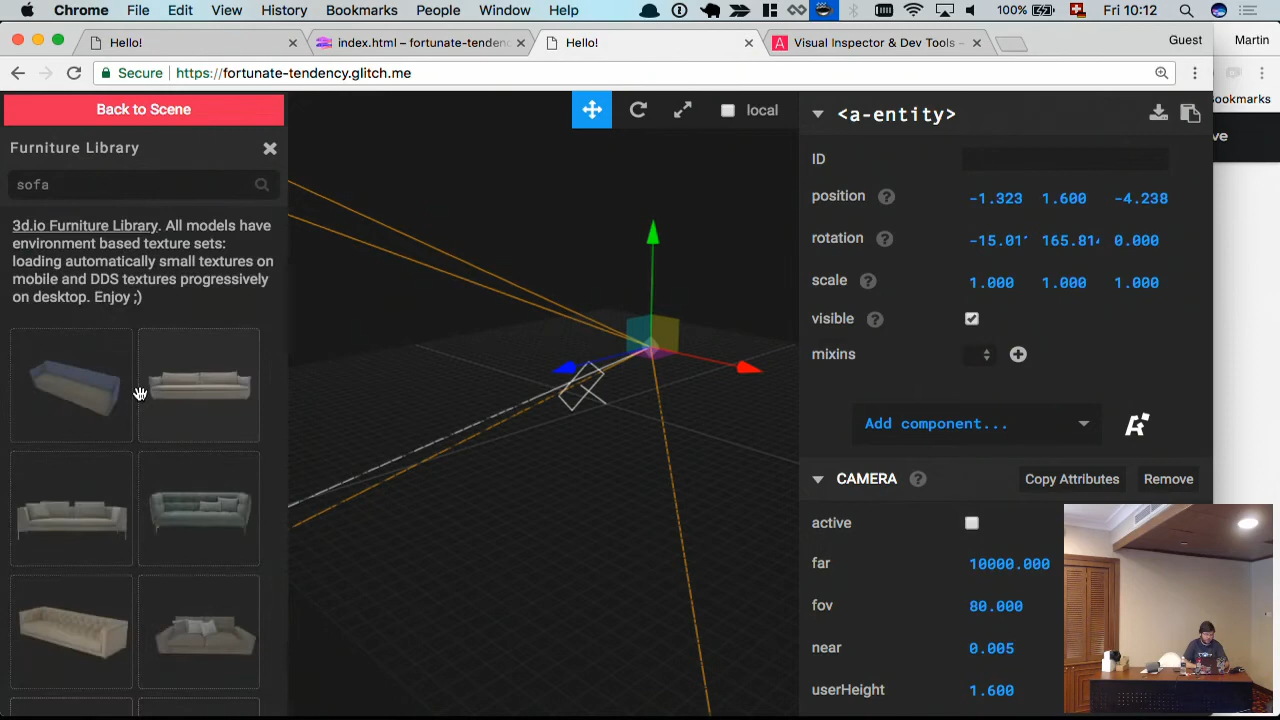 Chrome File Edit View History Bookmarks People Window Help 100% Fri 10:12
Hello! index.html – fortunate-tendenc Hello! Visual Inspector & Dev Tools – Guest Martin
Secure https://fortunate-tendency.glitch.me
ookmarks
ve
Back to Scene
Furniture Library
sofa
3d.io Furniture Library. All models have
environment based texture sets:
loading automatically small textures on
mobile and DDS textures progressively
on desktop. Enjoy ;)
local
<a-entity>
ID
position -1.323 1.600 -4.238
rotation -15.01 165.814 0.000
scale 1.000 1.000 1.000
visible
mixins
Add component...
CAMERA Copy Attributes Remove
active
far 10000.000
fov 80.000
near 0.005
userHeight 1.600